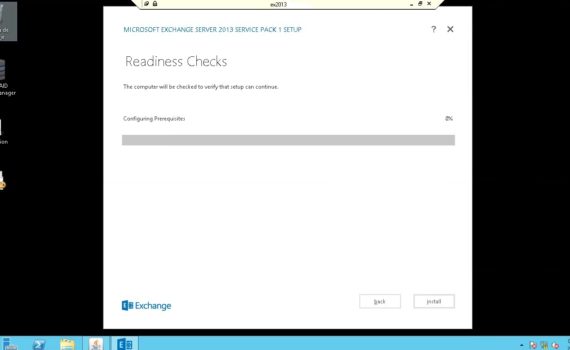 ex2013
MICROSOFT EXCHANGE SERVER 2013 SERVICE PACK 1 SETUP
?
Readiness Checks
The computer will be checked to verify that setup can continue.
Configuring Prerequisites
0%
Exchange
Back
Install